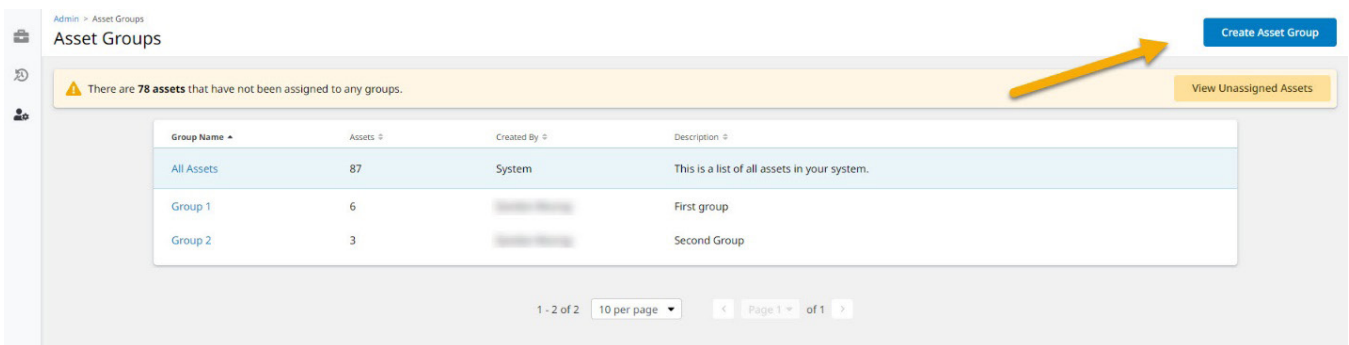 Admin > Asset Groups
Asset Groups
Create Asset Group
There are 78 assets that have not been assigned to any groups.
View Unassigned Assets
Group Name Assets Created By Description
All Assets 87 System This is a list of all assets in your system.
Group 1 6 First group
Group 2 3 Second Group
1 - 2 of 2 10 per page < Page 1 of 1 >